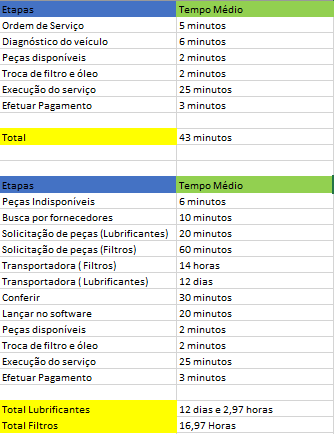 Etapas Tempo Médio
Ordem de Serviço 5 minutos
Diagnóstico do veículo 6 minutos
Peças disponíveis 2 minutos
Troca de filtro e óleo 2 minutos
Execução do serviço 25 minutos
Efetuar Pagamento 3 minutos
Total 43 minutos
Etapas Tempo Médio
Peças Indisponíveis 6 minutos
Busca por fornecedores 10 minutos
Solicitação de peças (Lubrificantes) 20 minutos
Solicitação de peças (Filtros) 60 minutos
Transportadora ( Filtros) 14 horas
Transportadora ( Lubrificantes) 12 dias
Conferir 30 minutos
Lançar no software 20 minutos
Peças disponíveis 2 minutos
Troca de filtro e óleo 2 minutos
Execução do serviço 25 minutos
Efetuar Pagamento 3 minutos
Total Lubrificantes 12 dias e 2,97 horas
Total Filtros 16,97 Horas